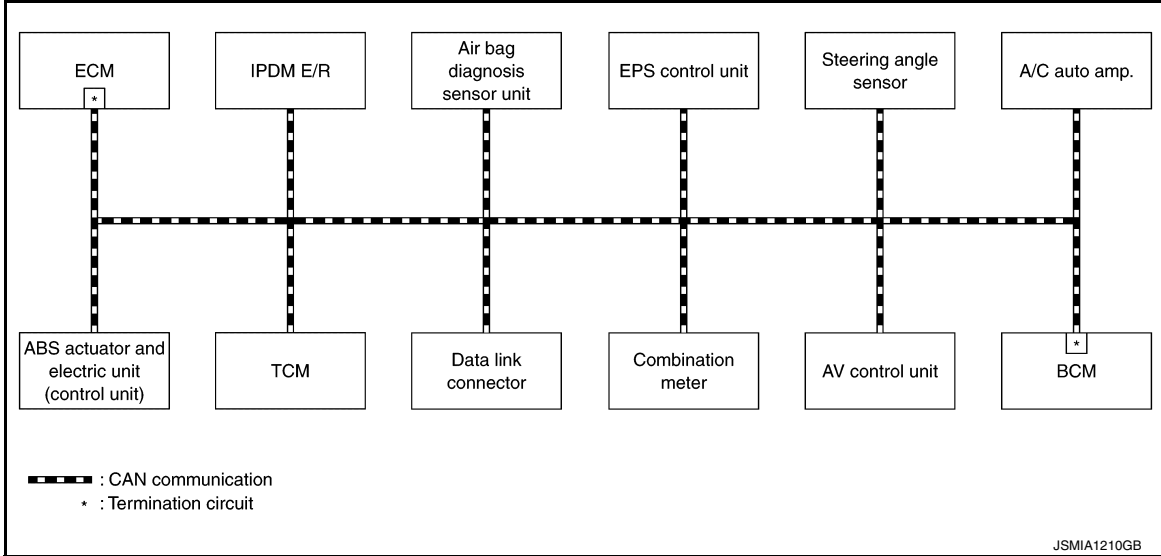 ECM
*
IPDM E/R
Air bag
diagnosis
sensor unit
EPS control unit
Steering angle
sensor
A/C auto amp.
ABS actuator and
electric unit
(control unit)
TCM
Data link
connector
Combination
meter
AV control unit
*
BCM
: CAN communication
* : Termination circuit
JSMIA1210GB